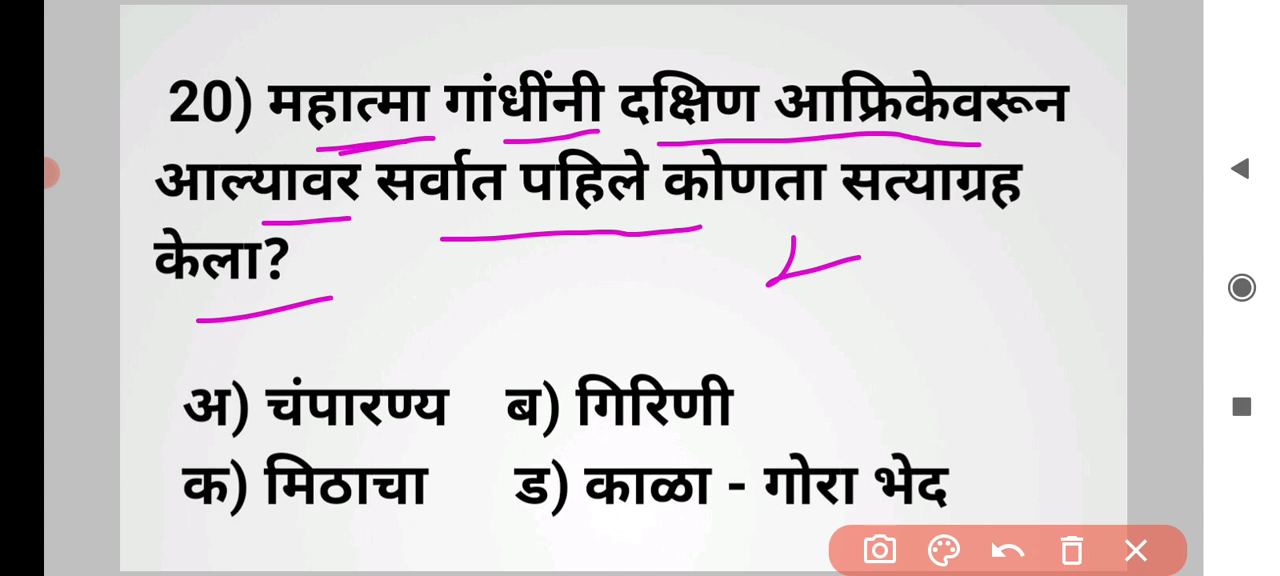 20) महात्मा गांधींनी दक्षिण आफ्रिकेवरून
आल्यावर सर्वात पहिले कोणता सत्याग्रह
केला?
अ) चंपारण्य ब) गिरिणी
क) मिठाचा ड) काळा - गोरा भेद